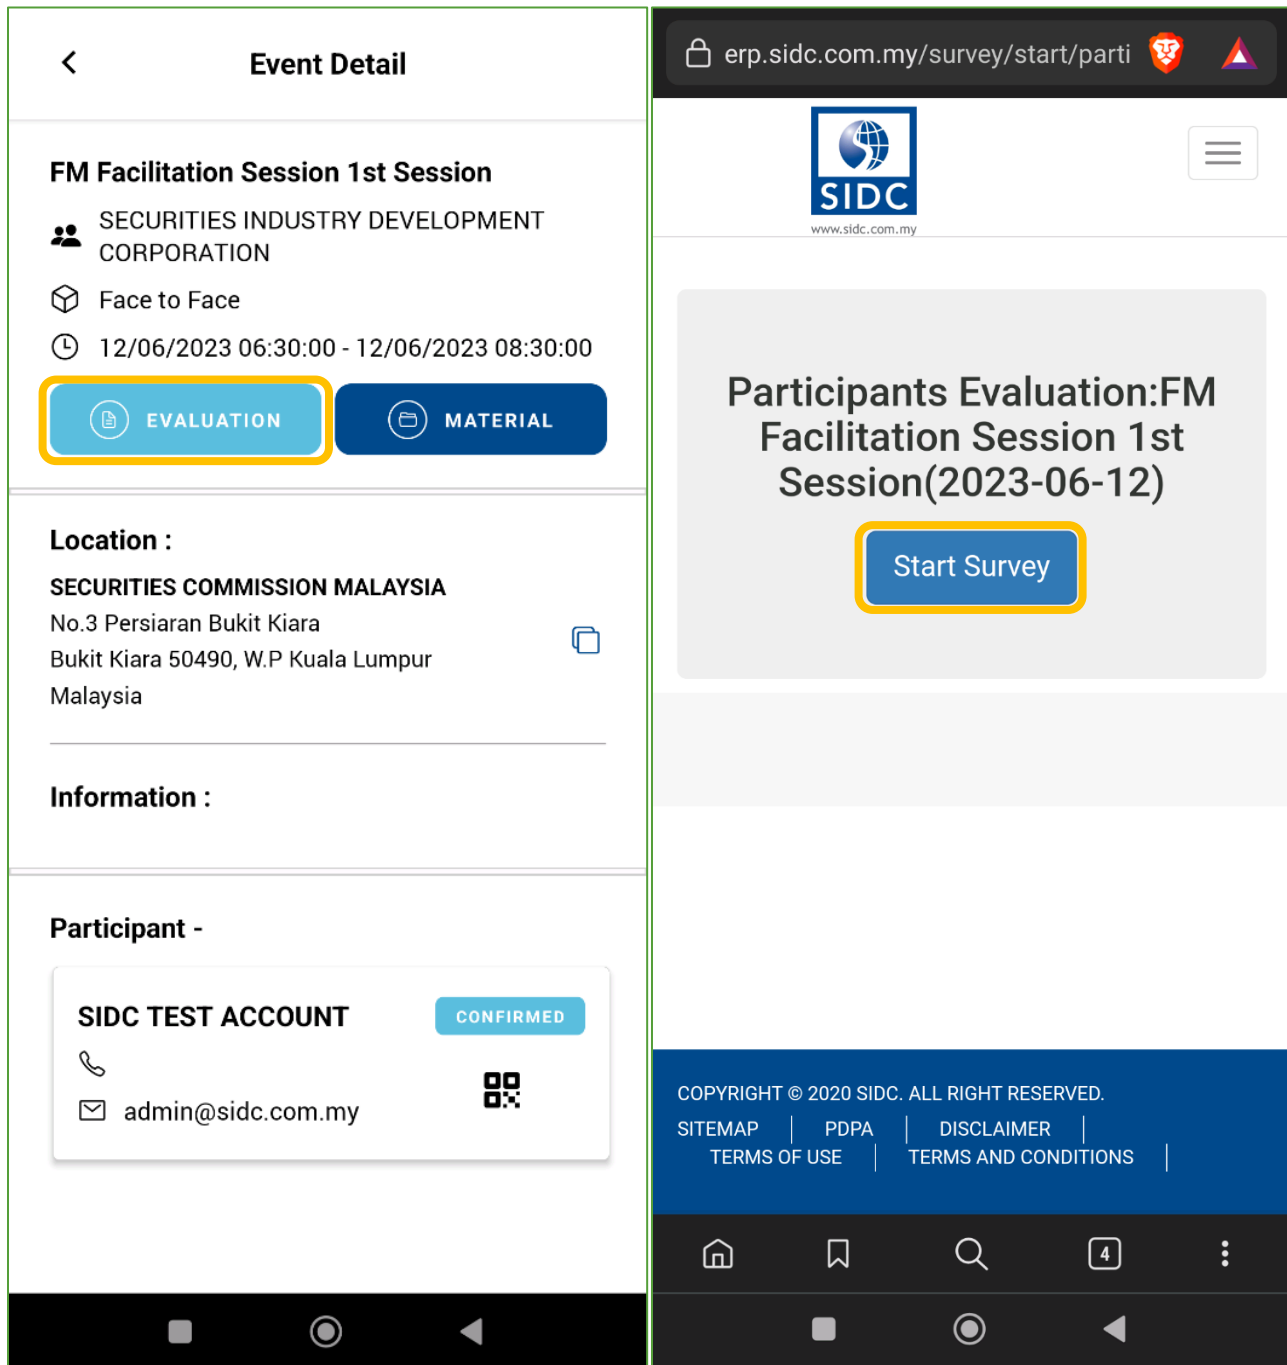 Event Detail
FM Facilitation Session 1st Session
SECURITIES INDUSTRY DEVELOPMENT
CORPORATION
Face to Face
12/06/2023 06:30:00 - 12/06/2023 08:30:00
EVALUATION
MATERIAL
Location :
SECURITIES COMMISSION MALAYSIA
No.3 Persiaran Bukit Kiara
Bukit Kiara 50490, W.P Kuala Lumpur
Malaysia
Information :
Participant -
SIDC TEST ACCOUNT
CONFIRMED
admin@sidc.com.my
erp.sidc.com.my/survey/start/parti
SIDC
www.sidc.com.my
Participants Evaluation:FM
Facilitation Session 1st
Session(2023-06-12)
Start Survey
COPYRIGHT © 2020 SIDC. ALL RIGHT RESERVED.
SITEMAP | PDPA | DISCLAIMER |
TERMS OF USE | TERMS AND CONDITIONS |
4